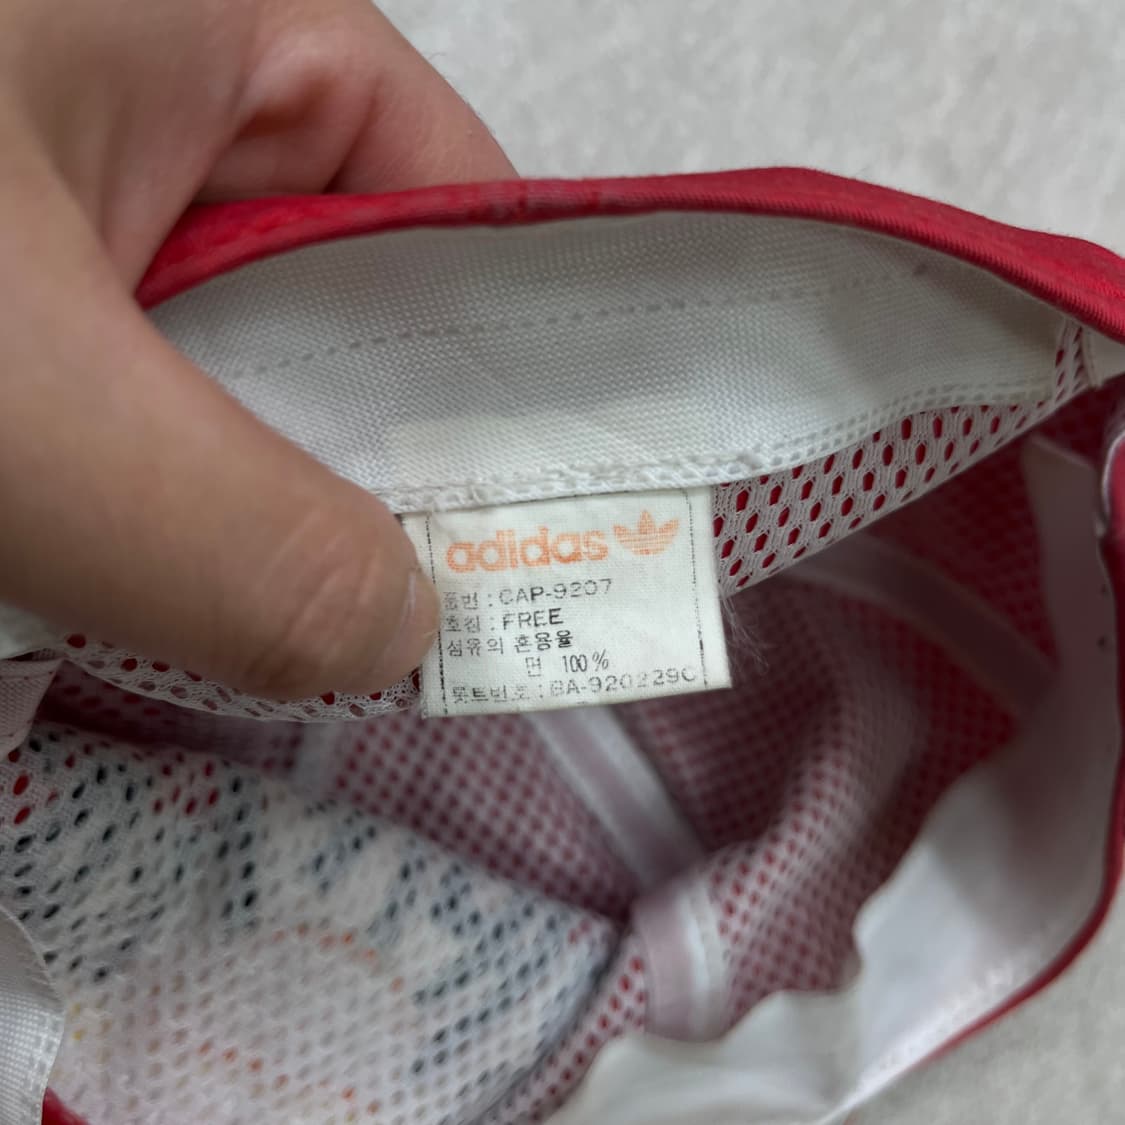 adidas
품번 : CAP-9207
호칭 : FREE
섬유의 혼용율
면 100%
롯트번호 : BA-920229C